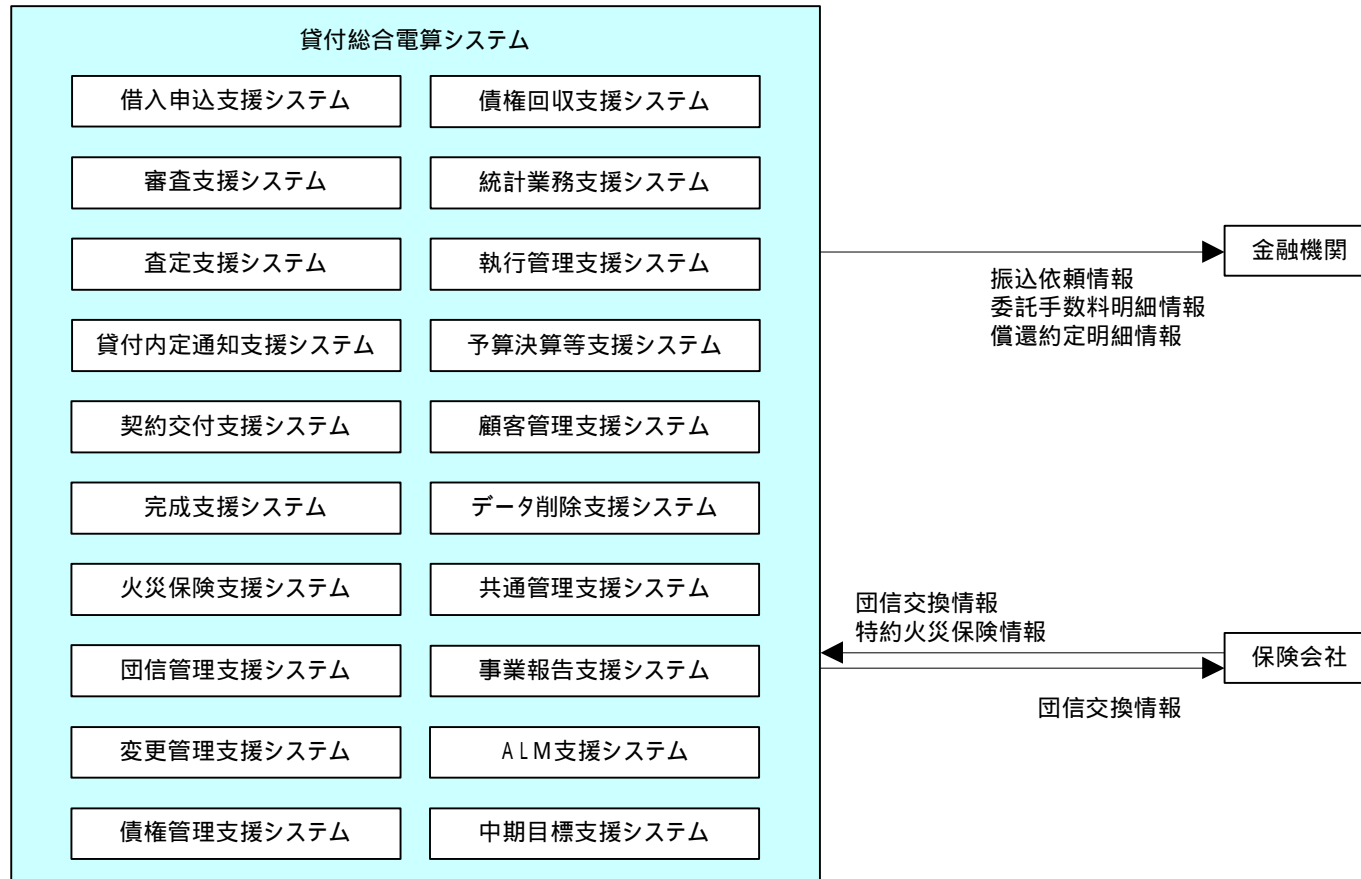 貸付総合電算システム
借入申込支援システム
債権回収支援システム
審査支援システム
統計業務支援システム
査定支援システム
執行管理支援システム
貸付内定通知支援システム
予算決算等支援システム
契約交付支援システム
顧客管理支援システム
完成支援システム
データ削除支援システム
火災保険支援システム
共通管理支援システム
団信管理支援システム
事業報告支援システム
変更管理支援システム
ALM支援システム
債権管理支援システム
中期目標支援システム
金融機関
振込依頼情報
委託手数料明細情報
償還約定明細情報
団信交換情報
特約火災保険情報
保険会社
団信交換情報